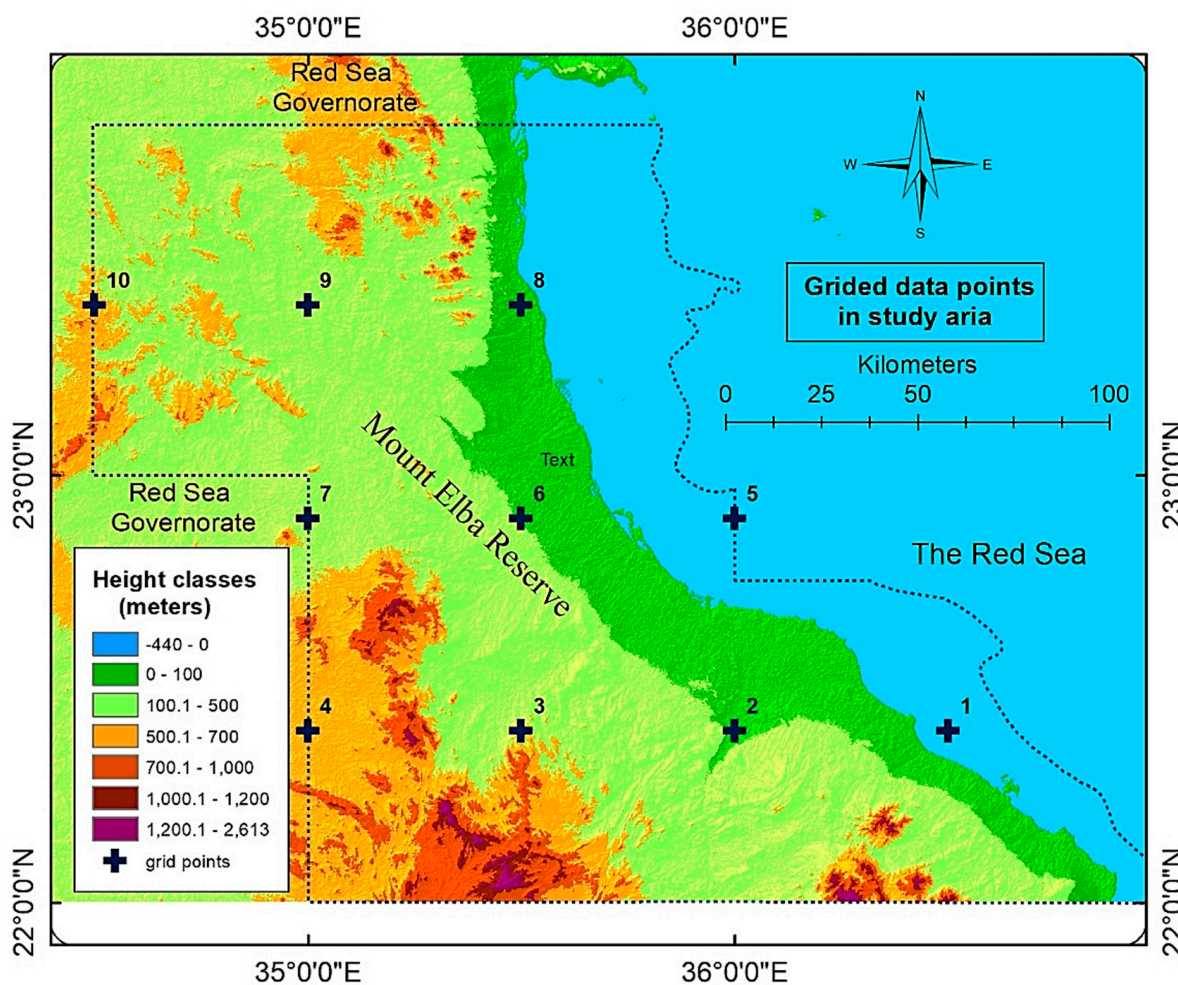 35°0'0"E
36°0'0"E
Red Sea
Governorate
N
W
E
S
10
9
8
Grided data points
in study aria
Kilometers
0
25
50
100
Mount Elba Reserve
Text
23°0'0"N
23°0'0"N
Red Sea
Governorate
7
6
5
The Red Sea
Height classes
(meters)
-440 - 0
0 - 100
100.1 - 500
500.1 - 700
700.1 - 1,000
1,000.1 - 1,200
1,200.1 - 2,613
grid points
4
3
2
1
22°0'0"N
22°0'0"N
35°0'0"E
36°0'0"E